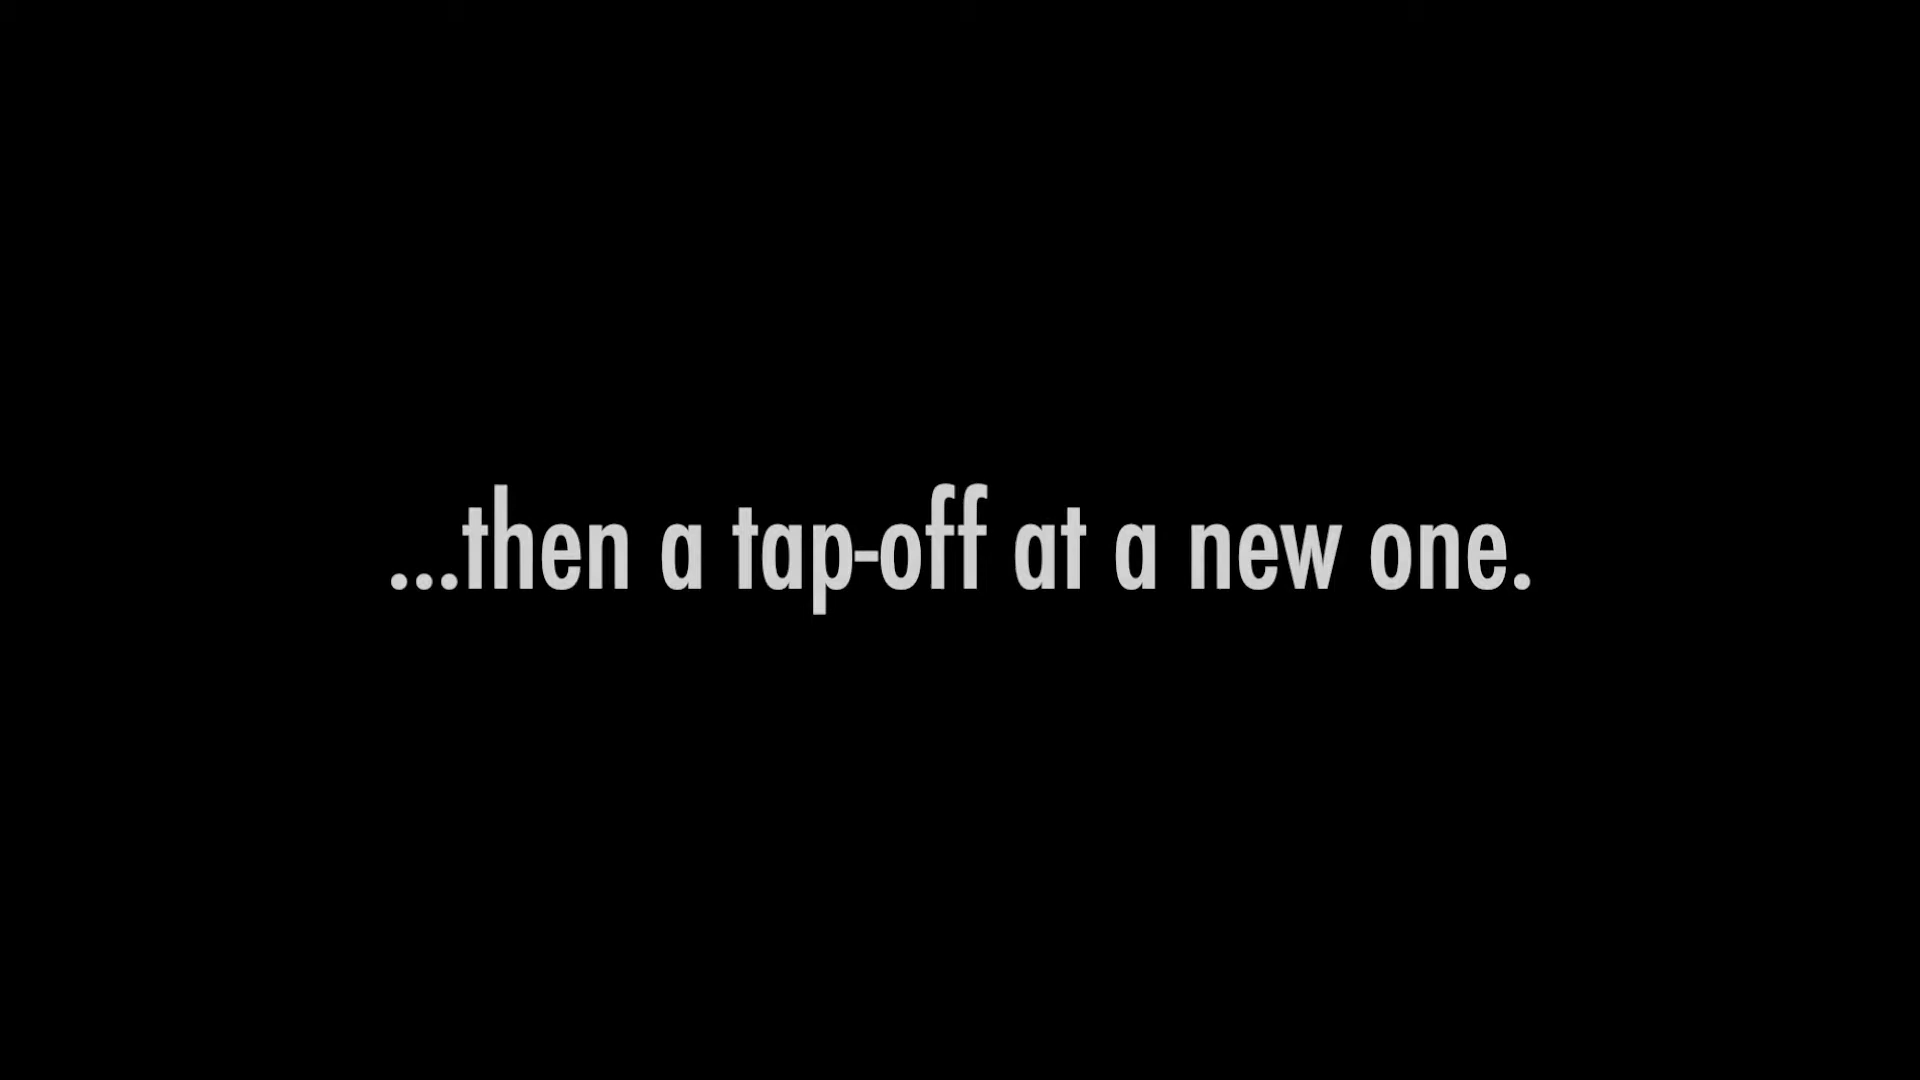 ...then a tap-off at a new one.